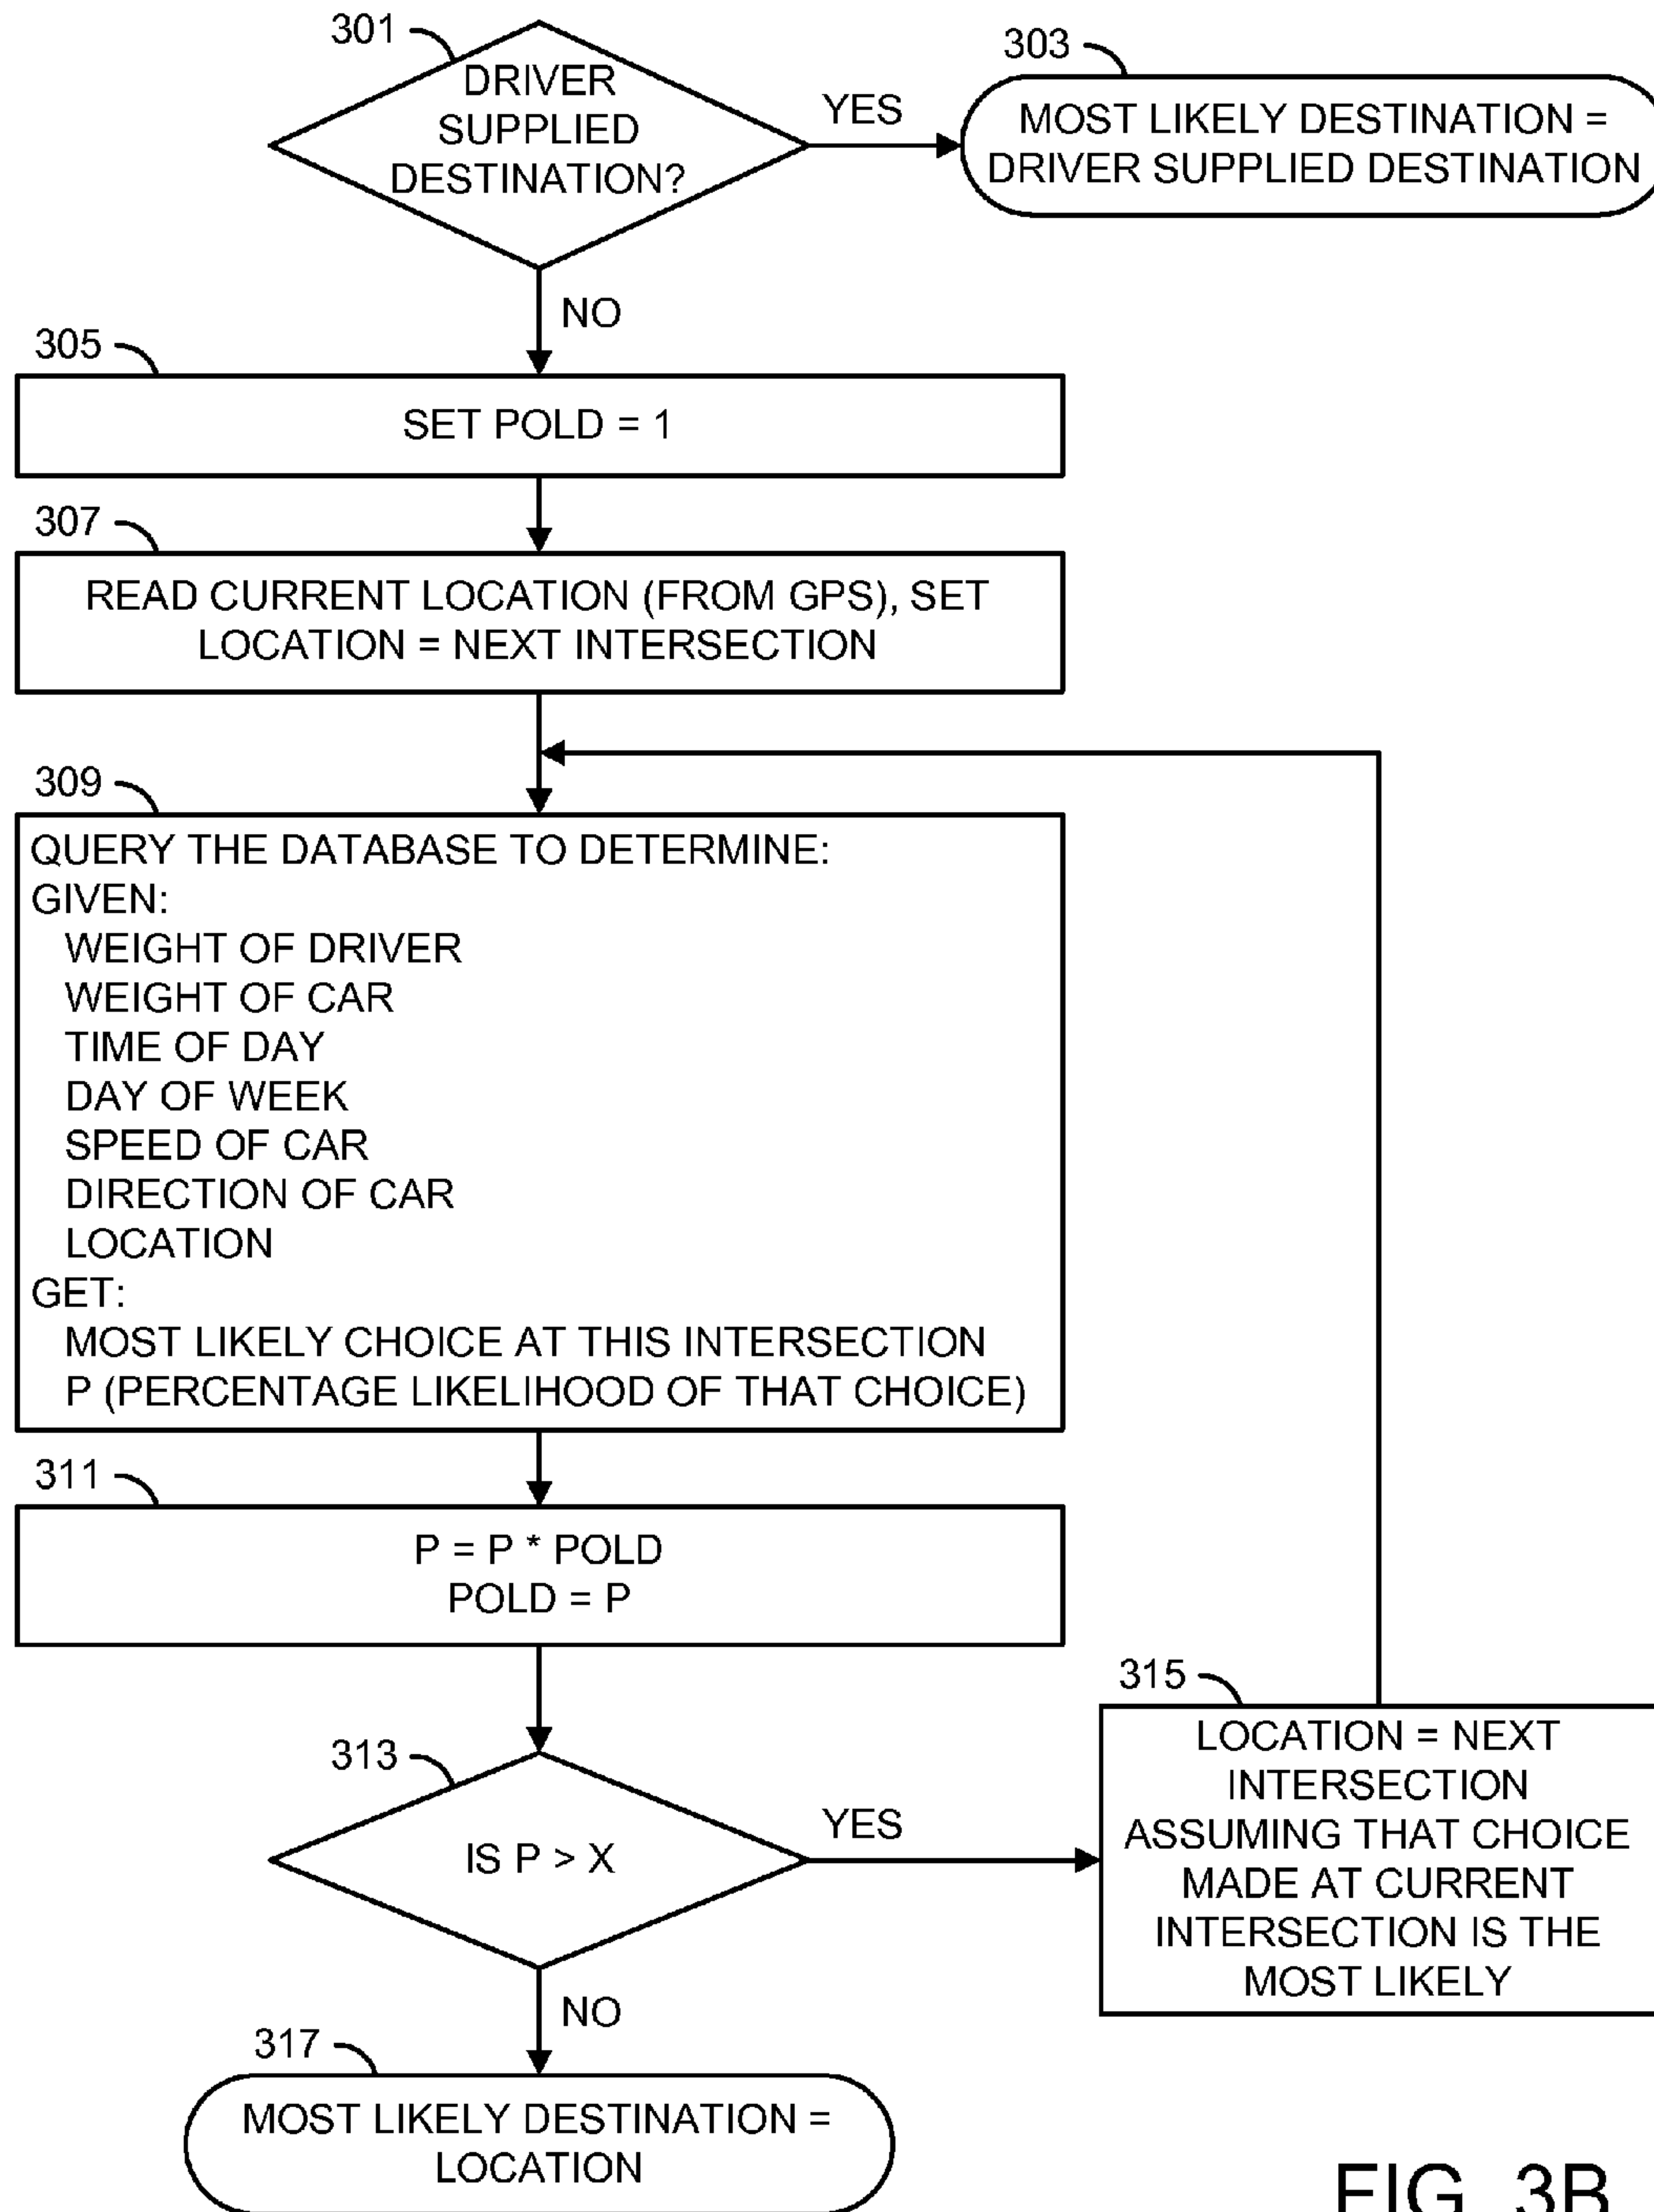 301
DRIVER
SUPPLIED
DESTINATION?
YES
303
MOST LIKELY DESTINATION =
DRIVER SUPPLIED DESTINATION
NO
305
SET POLD = 1
307
READ CURRENT LOCATION (FROM GPS), SET
LOCATION = NEXT INTERSECTION
309
QUERY THE DATABASE TO DETERMINE:
GIVEN:
WEIGHT OF DRIVER
WEIGHT OF CAR
TIME OF DAY
DAY OF WEEK
SPEED OF CAR
DIRECTION OF CAR
LOCATION
GET:
MOST LIKELY CHOICE AT THIS INTERSECTION
P (PERCENTAGE LIKELIHOOD OF THAT CHOICE)
311
P = P * POLD
POLD = P
313
IS P > X
YES
315
LOCATION = NEXT
INTERSECTION
ASSUMING THAT CHOICE
MADE AT CURRENT
INTERSECTION IS THE
MOST LIKELY
NO
317
MOST LIKELY DESTINATION =
LOCATION
FIG. 3B